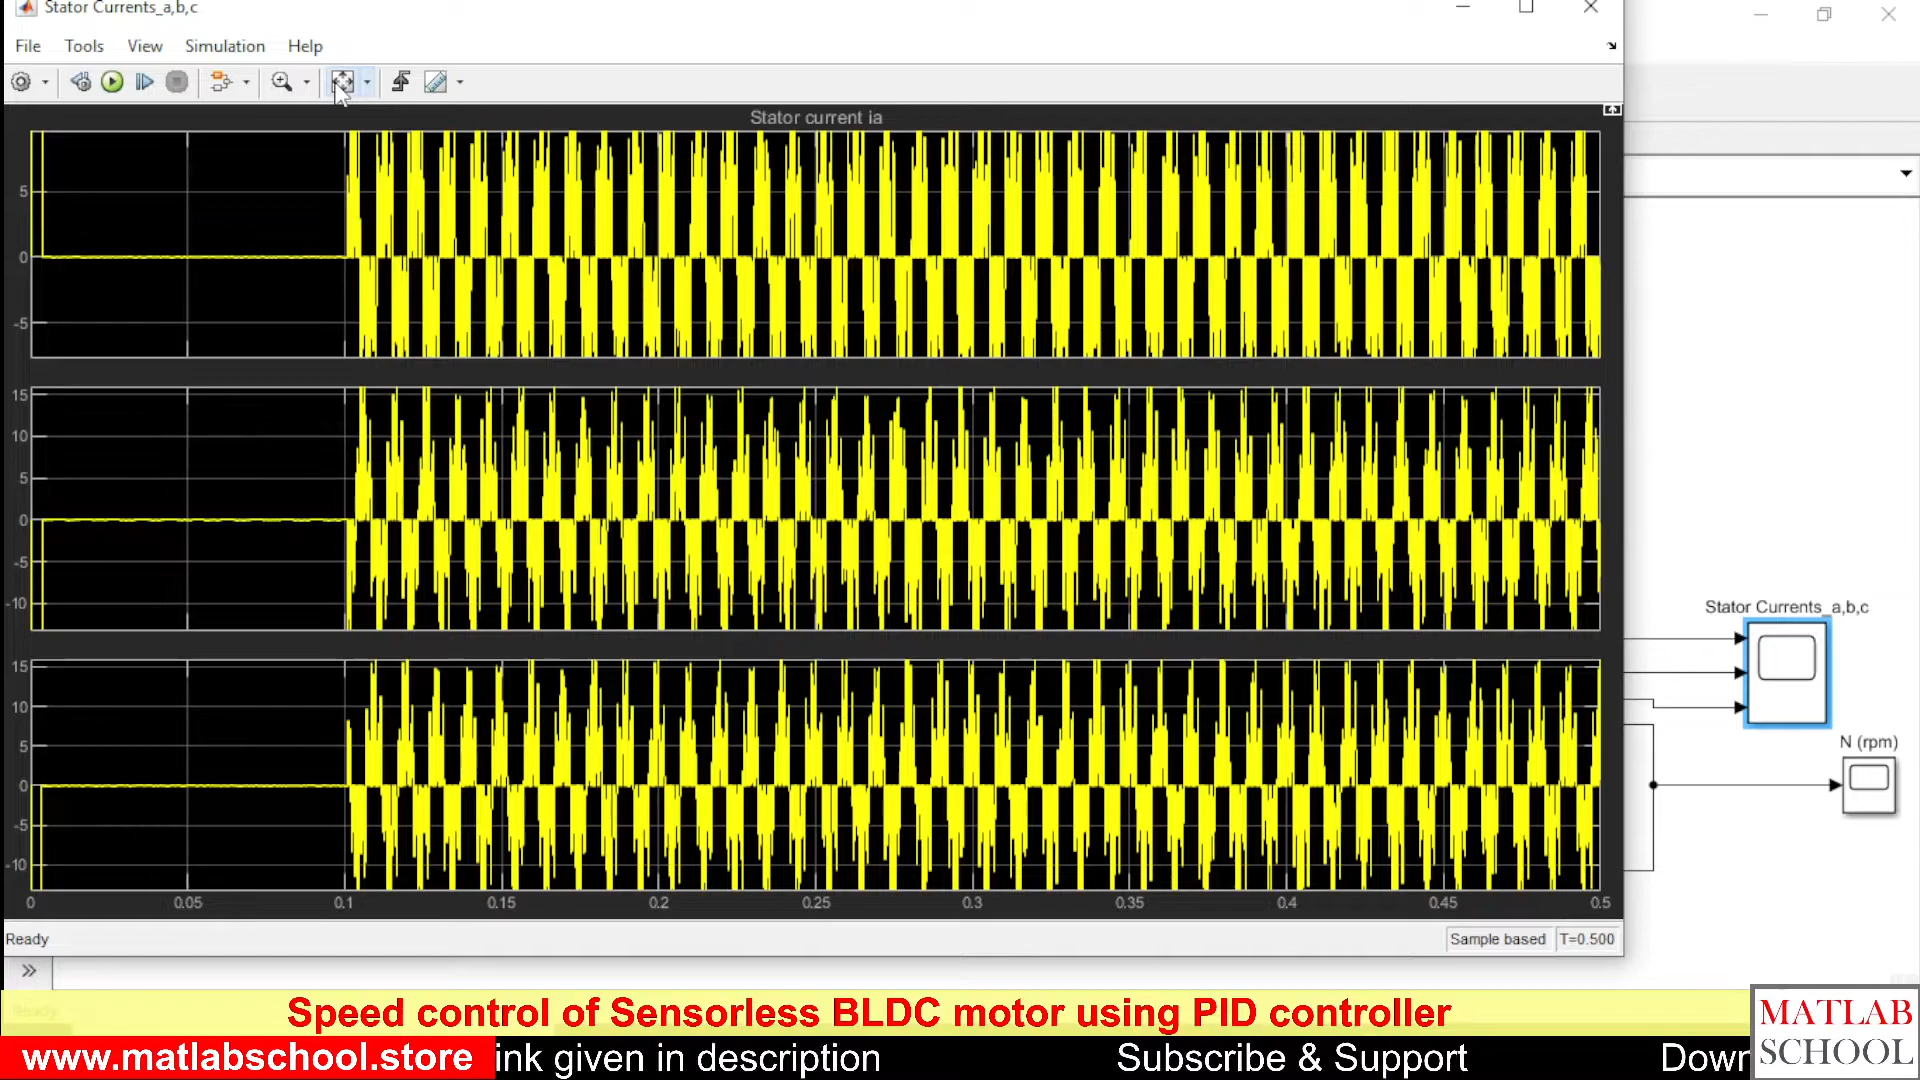 Stator Currents_a,b,c
File Tools View Simulation Help
Stator current ia
5
0
-5
15
10
5
0
-5
-10
15
10
5
0
-5
-10
0 0.05 0.1 0.15 0.2 0.25 0.3 0.35 0.4 0.45 0.5
Ready
Sample based T=0.500
Stator Currents_a,b,c
N (rpm)
»
Ready
Speed control of Sensorless BLDC motor using PID controller
www.matlabschool.store ink given in description Subscribe & Support Down
MATLAB
SCHOOL